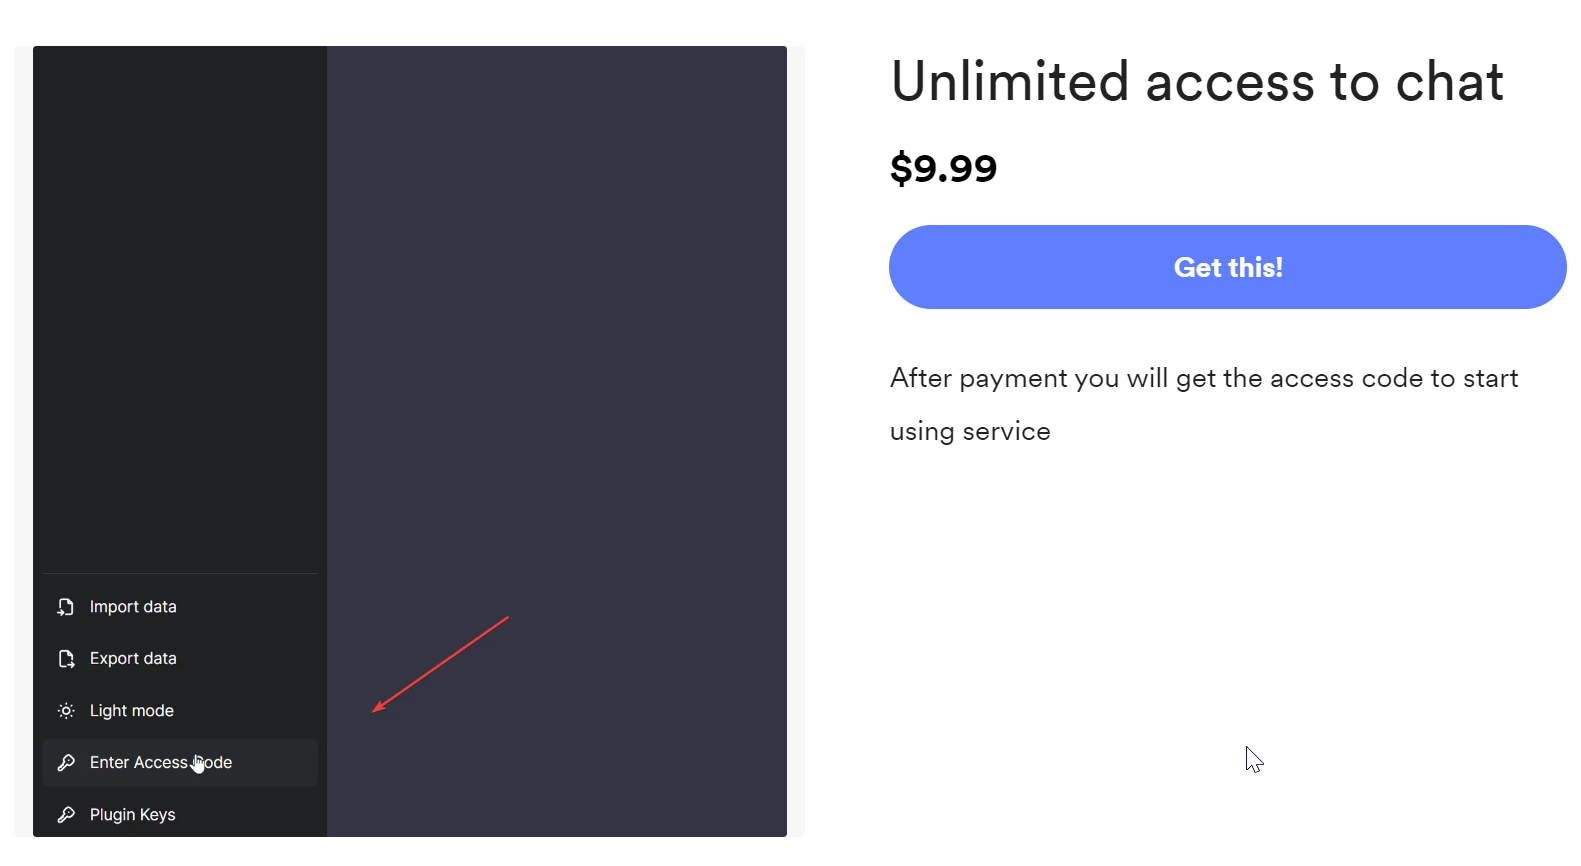 Import data
Export data
Light mode
Enter Access Code
Plugin Keys
Unlimited access to chat
$9.99
Get this!
After payment you will get the access code to start
using service